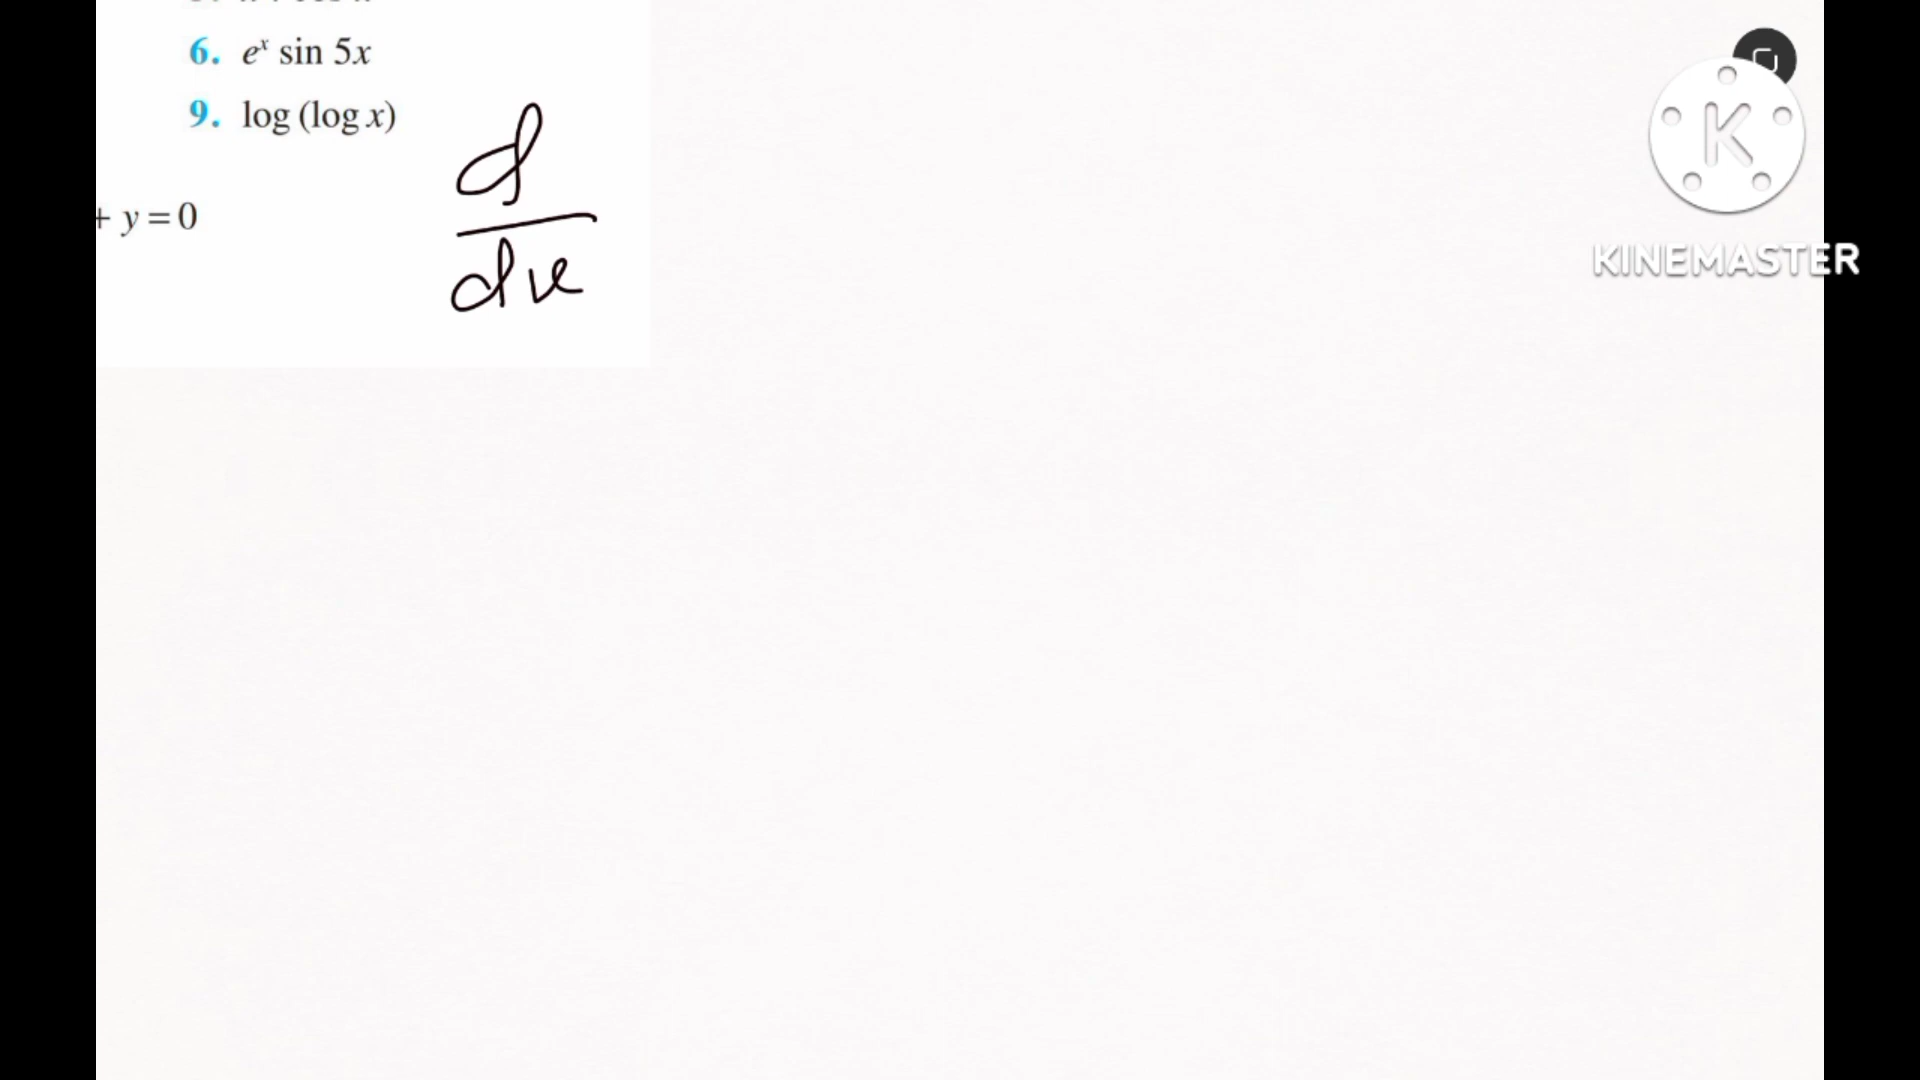 6. eˣ sin 5x
9. log (log x)
d
dx
+ y = 0
K
KINEMASTER